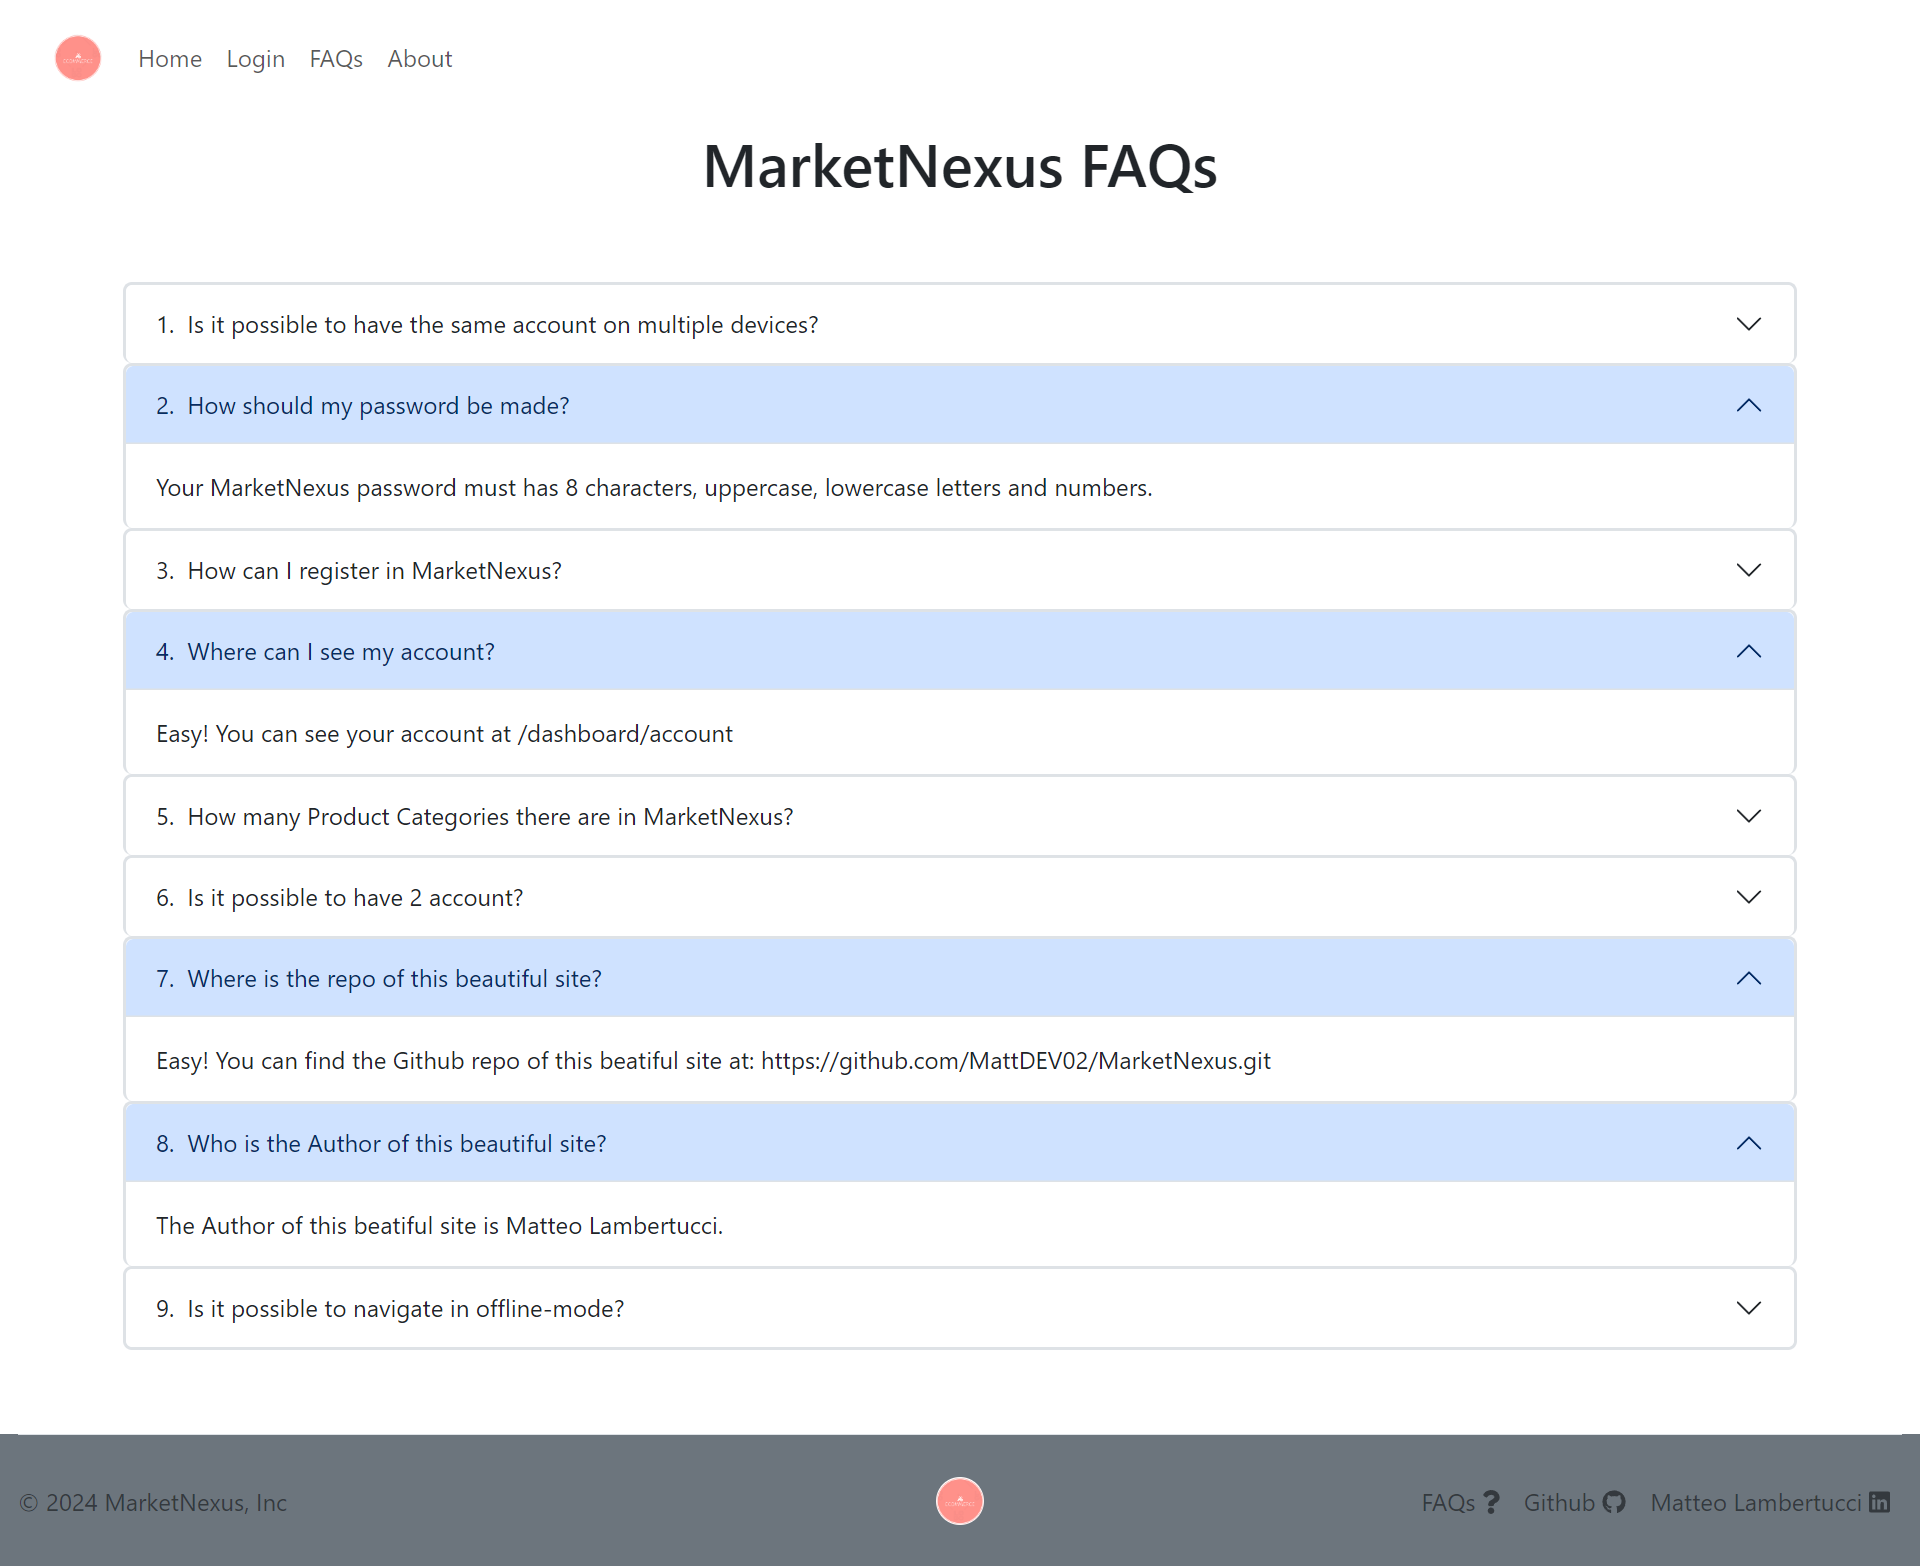 Home Login FAQs About
MarketNexus FAQs
1. Is it possible to have the same account on multiple devices?
2. How should my password be made?
Your MarketNexus password must has 8 characters, uppercase, lowercase letters and numbers.
3. How can I register in MarketNexus?
4. Where can I see my account?
Easy! You can see your account at /dashboard/account
5. How many Product Categories there are in MarketNexus?
6. Is it possible to have 2 account?
7. Where is the repo of this beautiful site?
Easy! You can find the Github repo of this beatiful site at: https://github.com/MattDEV02/MarketNexus.git
8. Who is the Author of this beautiful site?
The Author of this beatiful site is Matteo Lambertucci.
9. Is it possible to navigate in offline-mode?
© 2024 MarketNexus, Inc
FAQs Github Matteo Lambertucci